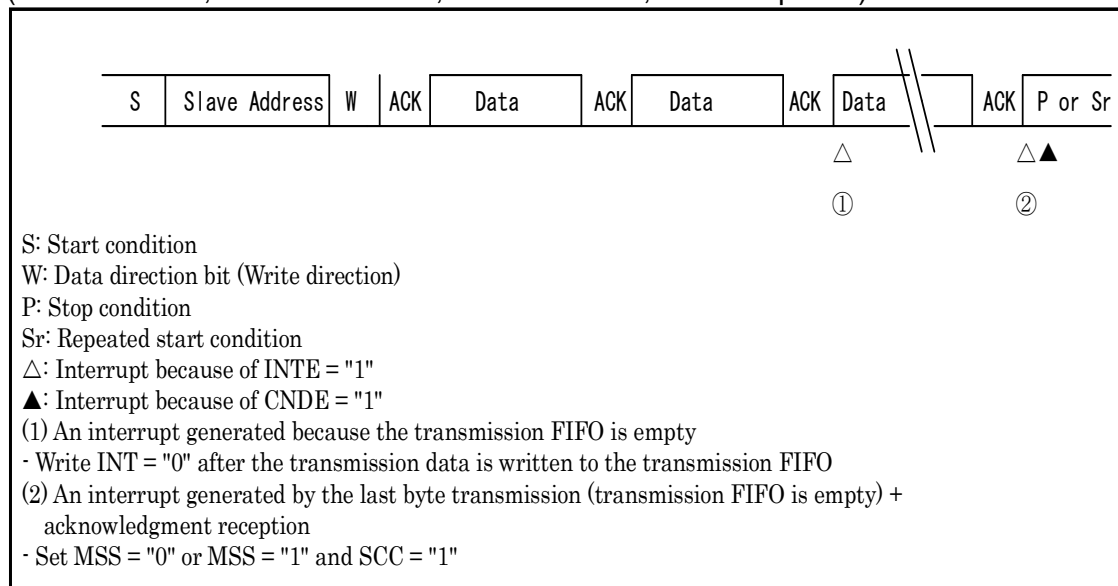 S Slave Address W ACK Data ACK Data ACK Data ACK P or Sr
△ △▲
① ②
S: Start condition
W: Data direction bit (Write direction)
P: Stop condition
Sr: Repeated start condition
△: Interrupt because of INTE = "1"
▲: Interrupt because of CNDE = "1"
(1) An interrupt generated because the transmission FIFO is empty
- Write INT = "0" after the transmission data is written to the transmission FIFO
(2) An interrupt generated by the last byte transmission (transmission FIFO is empty) +
acknowledgment reception
- Set MSS = "0" or MSS = "1" and SCC = "1"